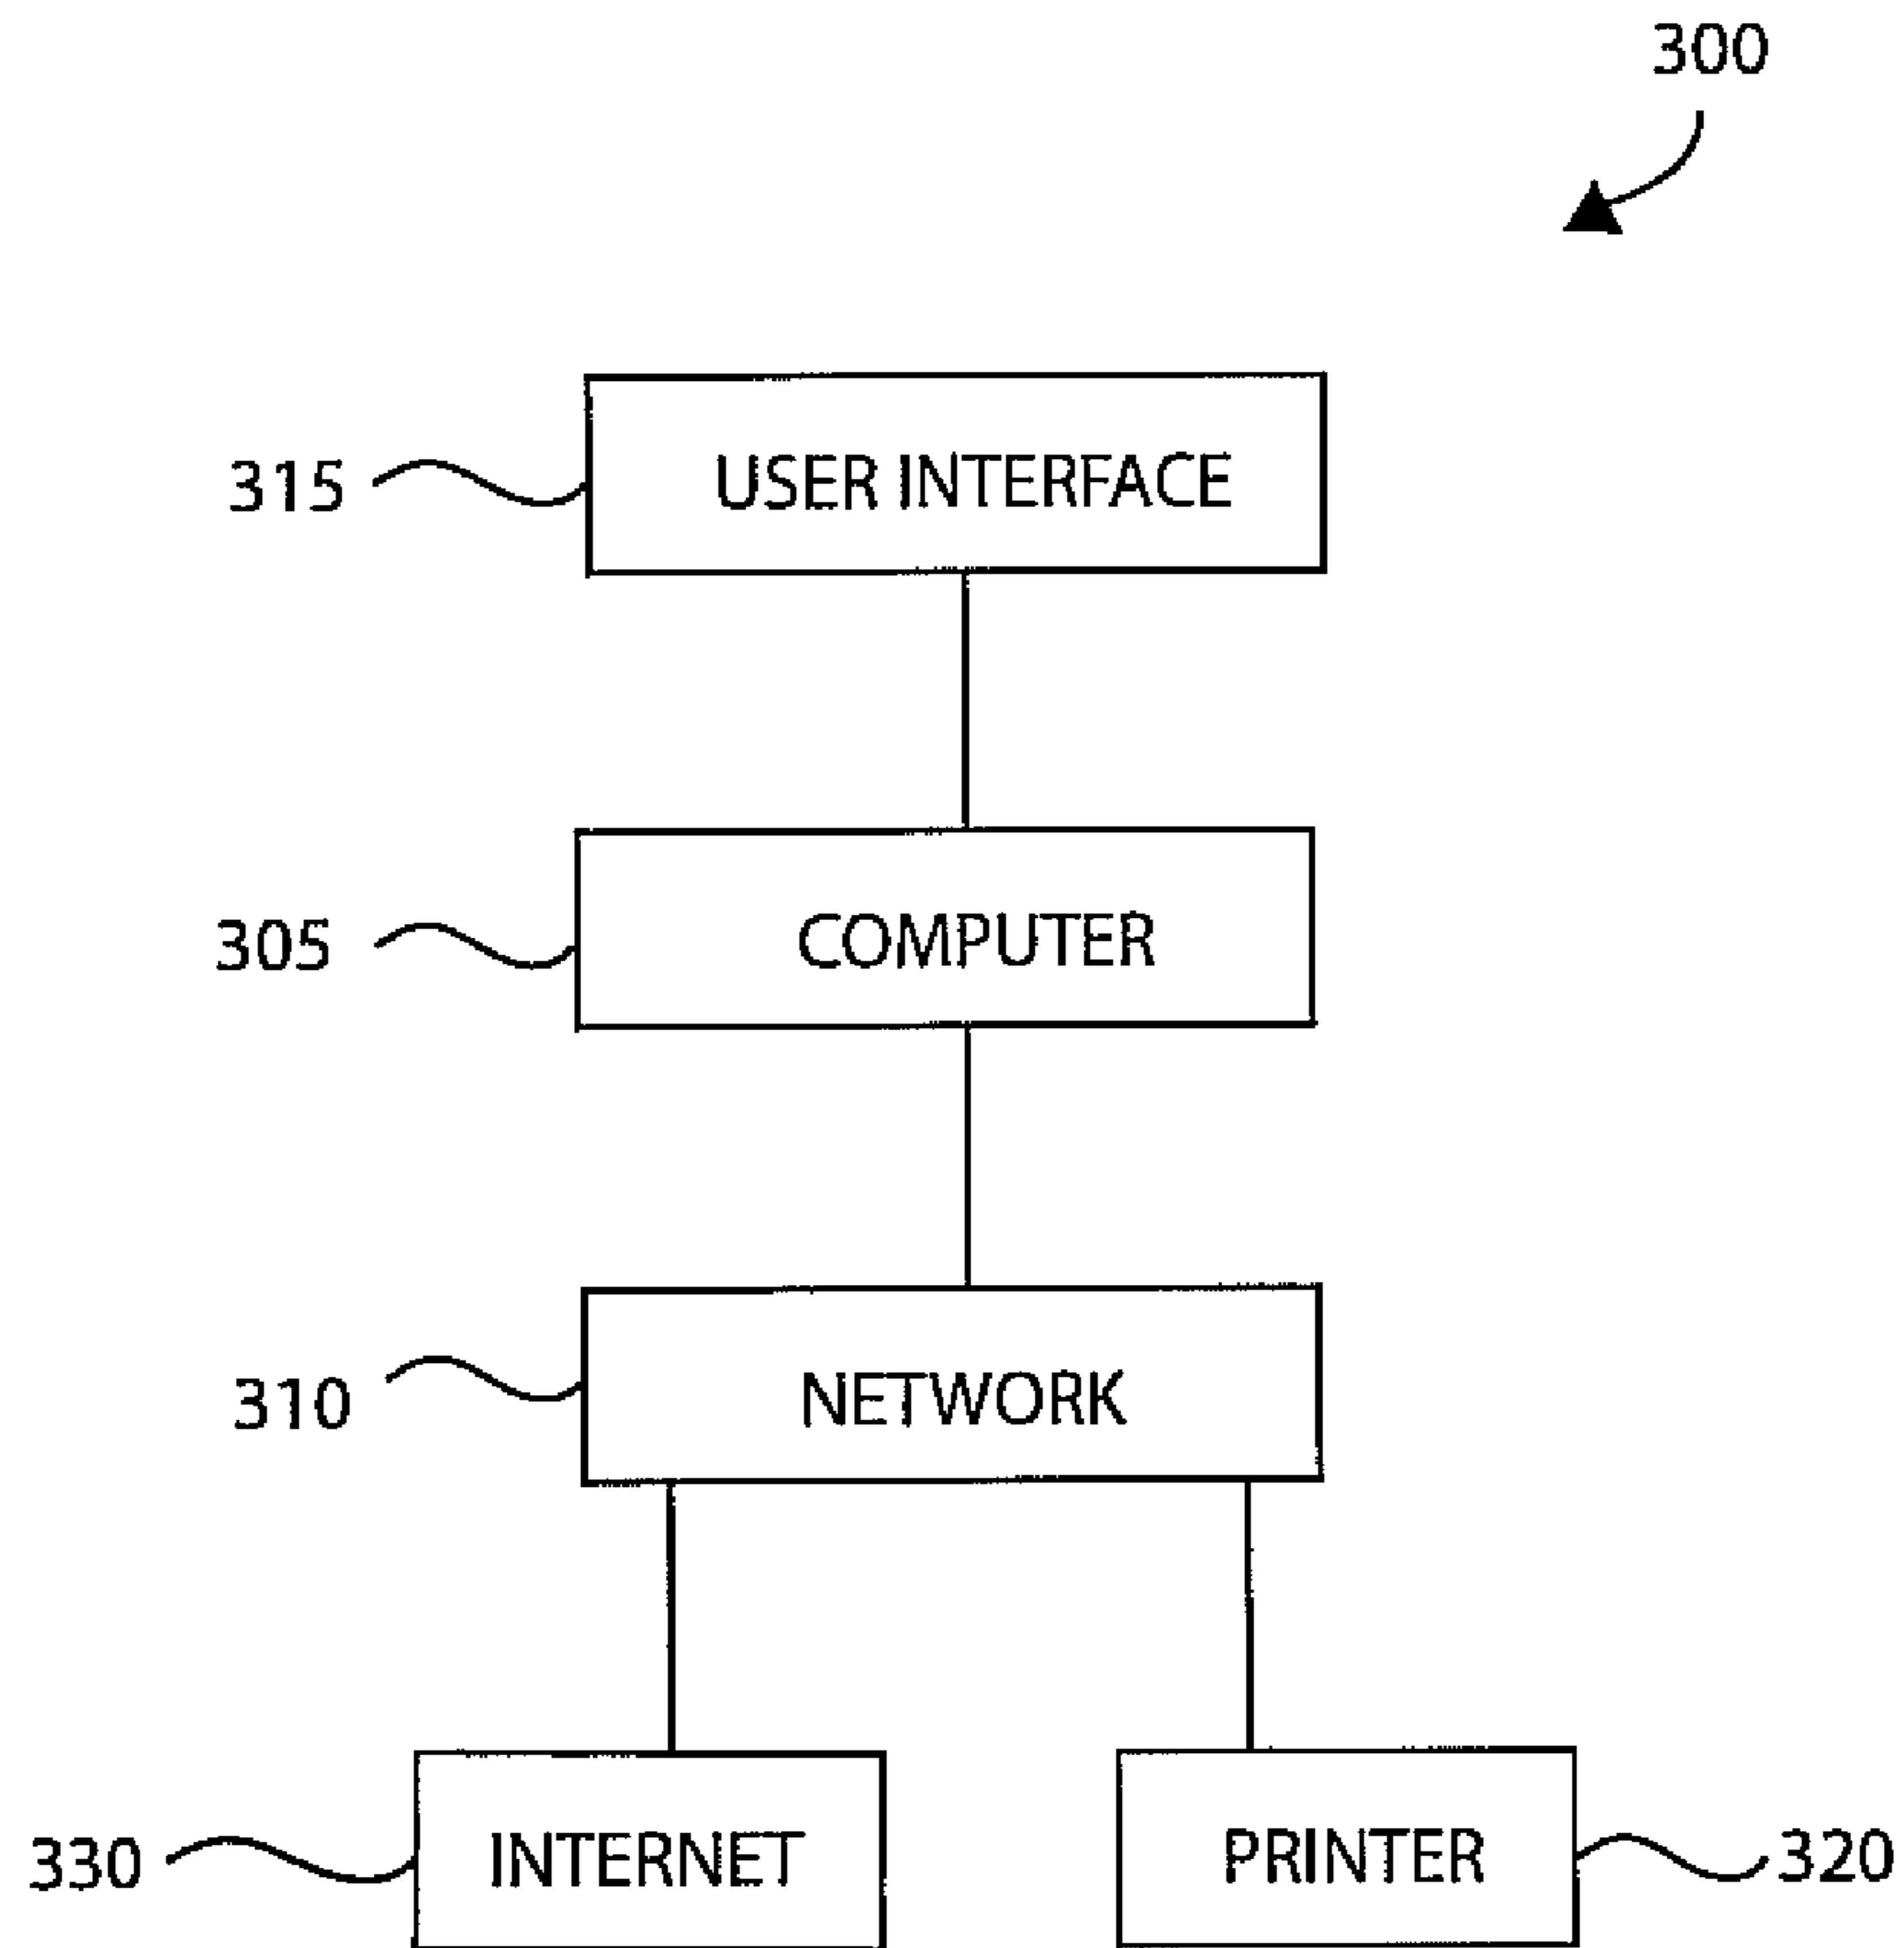 300
315 USER INTERFACE
305 COMPUTER
310 NETWORK
330 INTERNET PRINTER 320